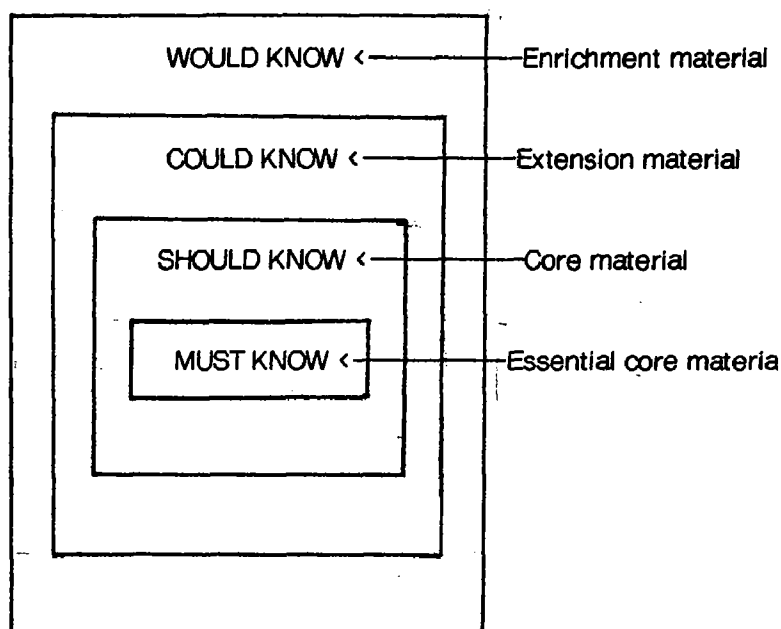 WOULD KNOW < Enrichment material
COULD KNOW < Extension material
SHOULD KNOW < Core material
MUST KNOW < Essential core materia